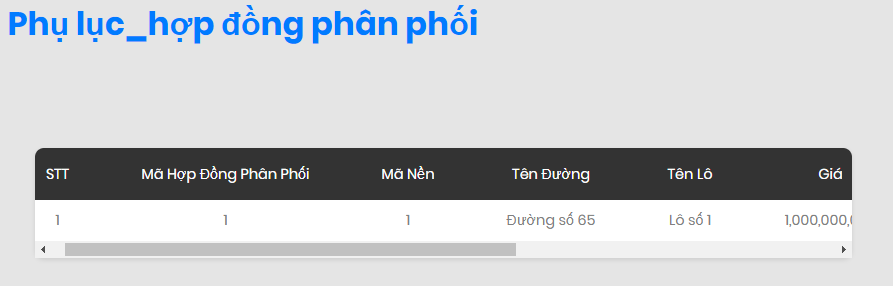 Phụ lục_hợp đồng phân phối
STT Mã Hợp Đồng Phân Phối Mã Nền Tên Đường Tên Lô Giá
1 1 1 Đường số 65 Lô số 1